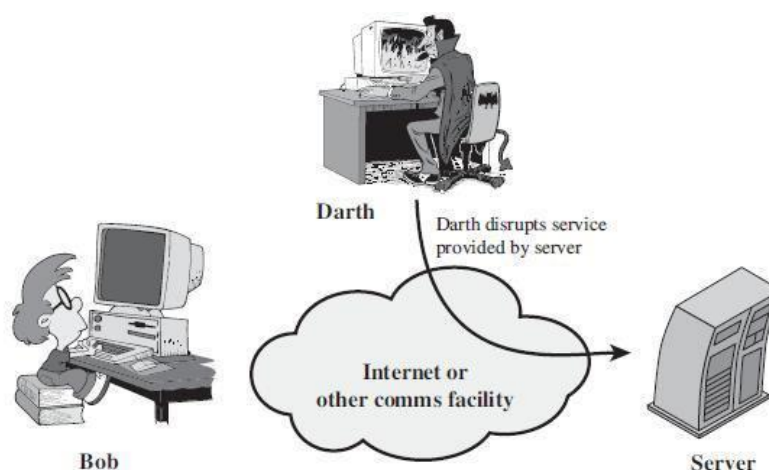 Darth
Darth disrupts service
provided by server
Internet or
other comms facility
Bob
Server